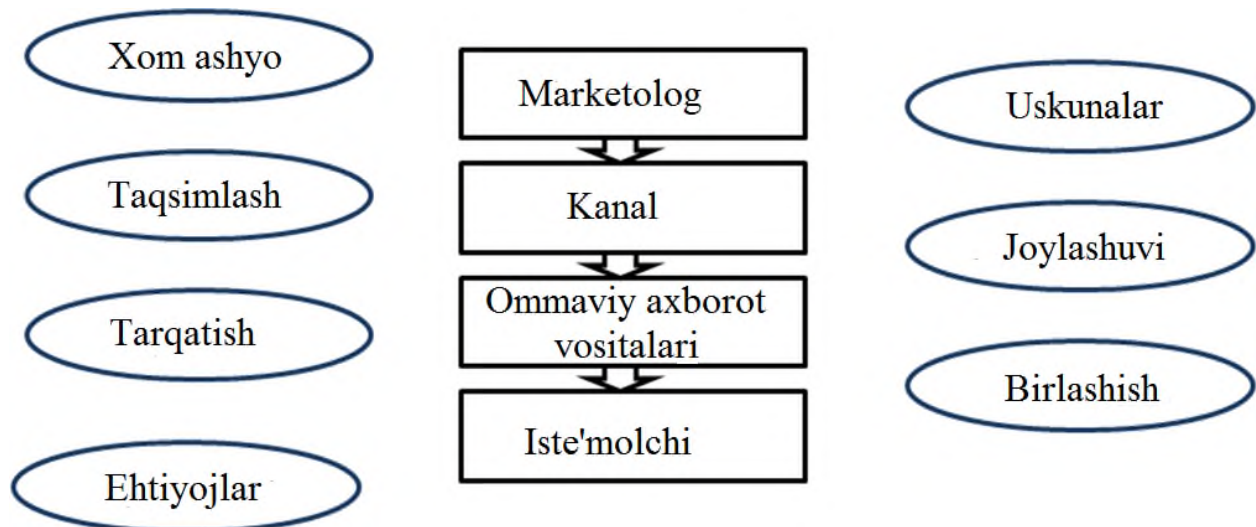 Xom ashyo
Taqsimlash
Tarqatish
Ehtiyojlar
Marketolog
Kanal
Ommaviy axborot
vositalari
Iste'molchi
Uskunalar
Joylashuvi
Birlashish